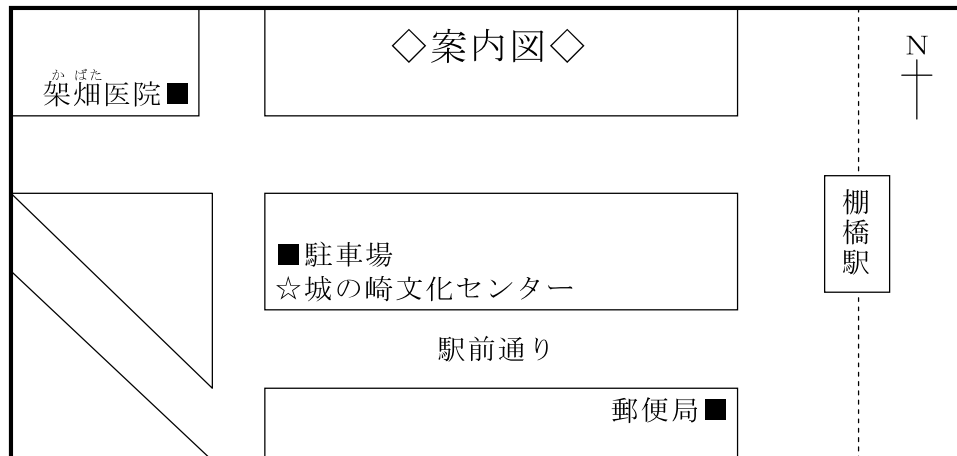 ◇案内図◇
N
かばた
架畑医院■
棚橋駅
■駐車場
☆城の崎文化センター
駅前通り
郵便局■